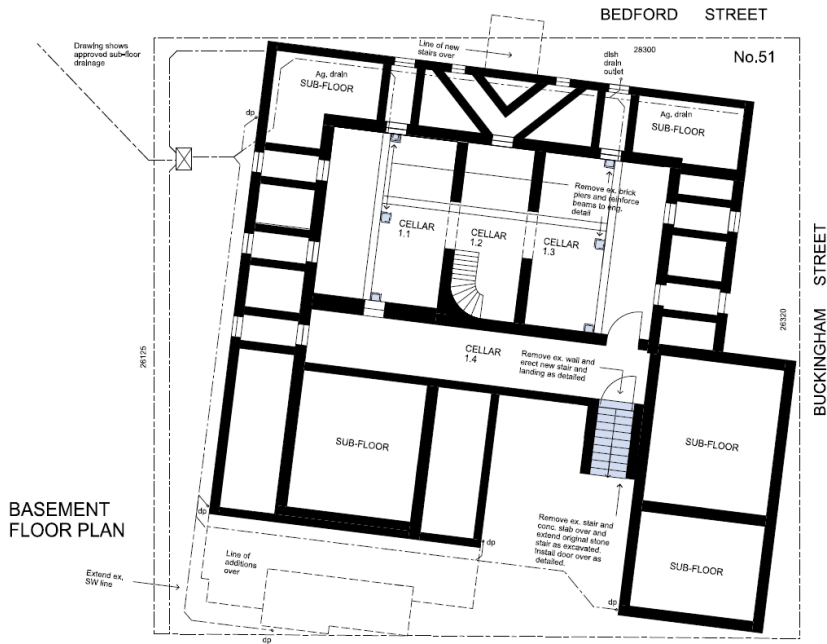 BEDFORD STREET
Drawing shows
approved sub-floor
drainage
Line of new
stairs over
dish
drain
outlet
28300
No.51
Ag. drain
SUB-FLOOR
Ag. drain
SUB-FLOOR
dp
Remove ex. brick
piers and reinforce
beams to eng.
detail
CELLAR
1.1
CELLAR
1.2
CELLAR
1.3
BUCKINGHAM STREET
26320
26125
CELLAR
1.4
Remove ex. wall and
erect new stair and
landing as detailed
SUB-FLOOR
SUB-FLOOR
BASEMENT
FLOOR PLAN
dp
Remove ex. stair and
conc. slab over and
extend original stone
stair as excavated.
Install door over as
detailed.
dp
Line of
additions
over
SUB-FLOOR
Extend ex,
SW line
dp
dp